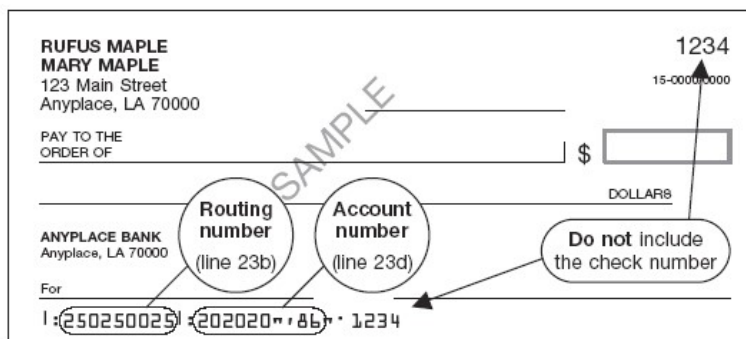 RUFUS MAPLE
MARY MAPLE
123 Main Street
Anyplace, LA 70000
1234
15-0000/0000
PAY TO THE
ORDER OF
$
SAMPLE
DOLLARS
Routing
number
(line 23b)
Account
number
(line 23d)
Do not include
the check number
ANYPLACE BANK
Anyplace, LA 70000
For
|:250250025|:202020"'86"' 1234